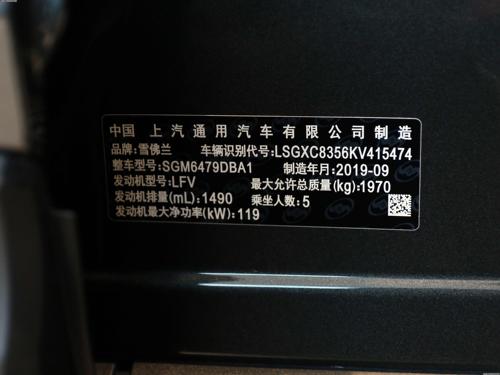 中国 上汽通用汽车有限公司制造
品牌:雪佛兰 车辆识别代号:LSGXC8356KV415474
整车型号:SGM6479DBA1 制造年月:2019-09
发动机型号:LFV 最大允许总质量(kg):1970
发动机排量(mL):1490 乘坐人数:5
发动机最大净功率(kW):119